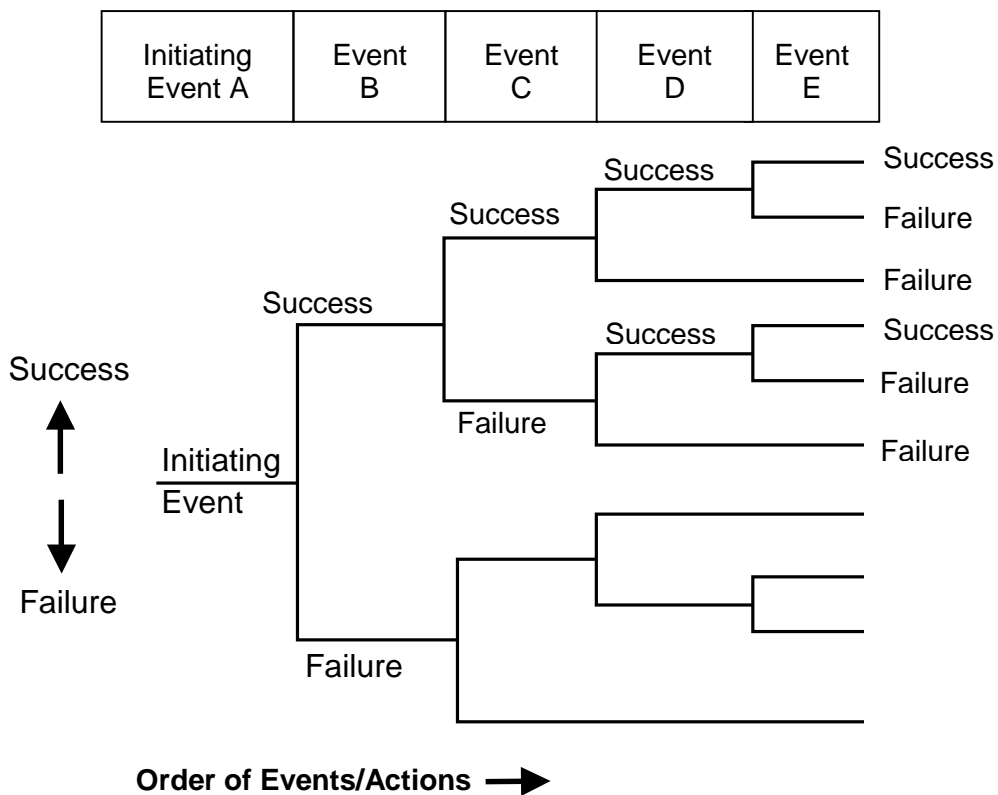 Initiating
Event A
Event
B
Event
C
Event
D
Event
E
Success
Success
Success
Failure
Success
Failure
Success
Success
Success
Failure
Failure
Failure
Initiating
Event
Failure
Failure
Order of Events/Actions